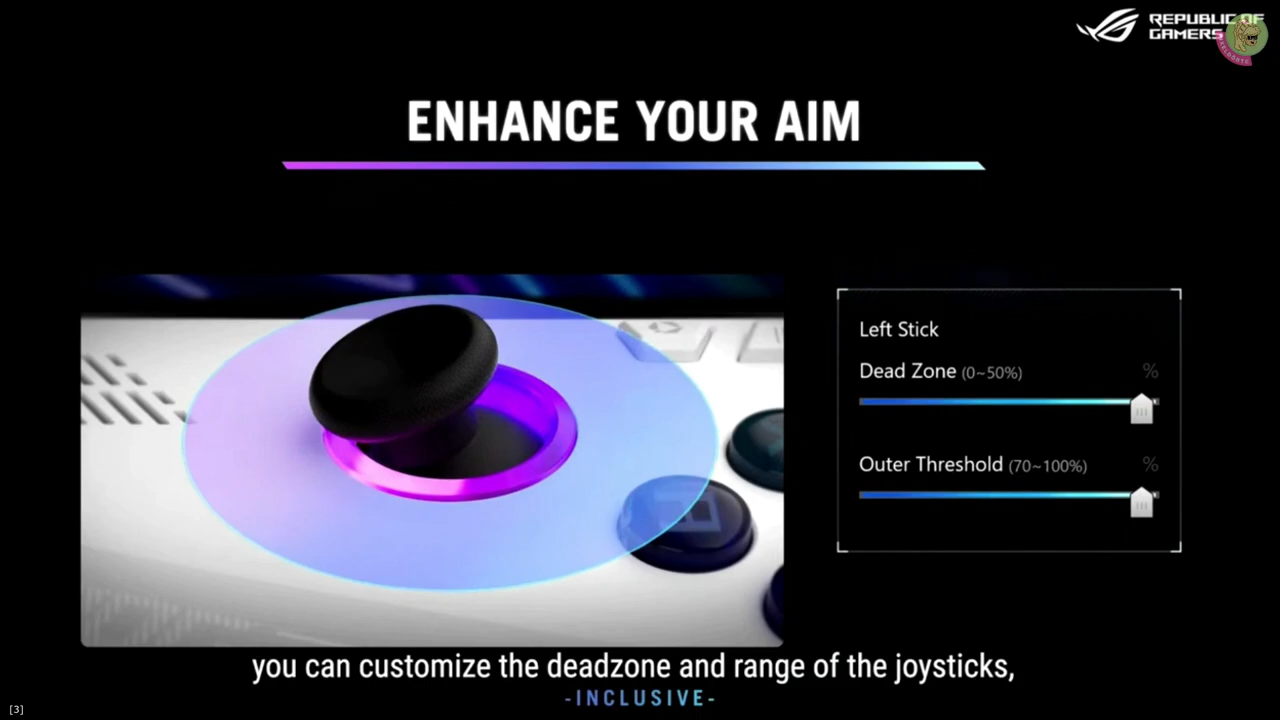 REPUBLIC OF
GAMERS
ENHANCE YOUR AIM
Left Stick
Dead Zone (0~50%)
%
Outer Threshold (70~100%)
%
you can customize the deadzone and range of the joysticks,
-INCLUSIVE-
[3]